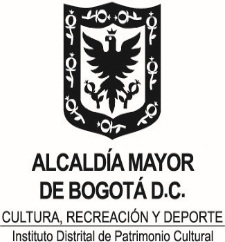 ALCALDÍA MAYOR
DE BOGOTÁ D.C.
CULTURA, RECREACIÓN Y DEPORTE
Instituto Distrital de Patrimonio Cultural